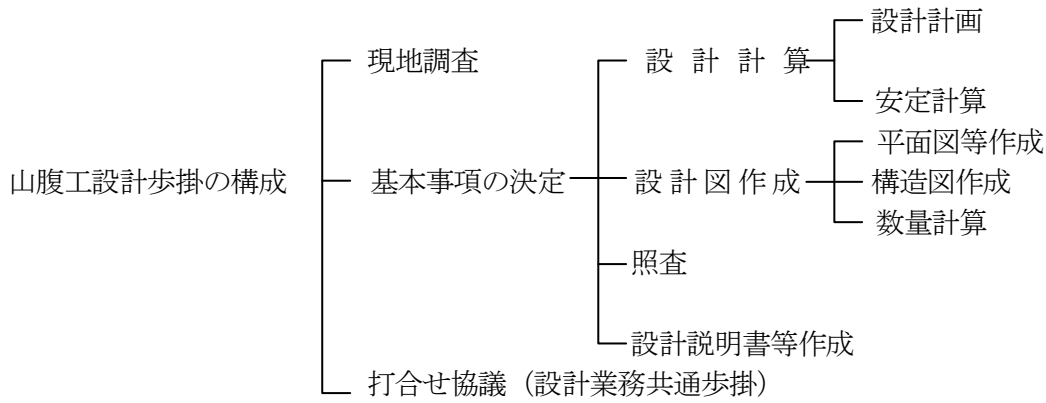 設計計画
現地調査
設計計算
安定計算
平面図等作成
山腹工設計歩掛の構成
基本事項の決定
設計図作成
構造図作成
数量計算
照査
設計説明書等作成
打合せ協議（設計業務共通歩掛）